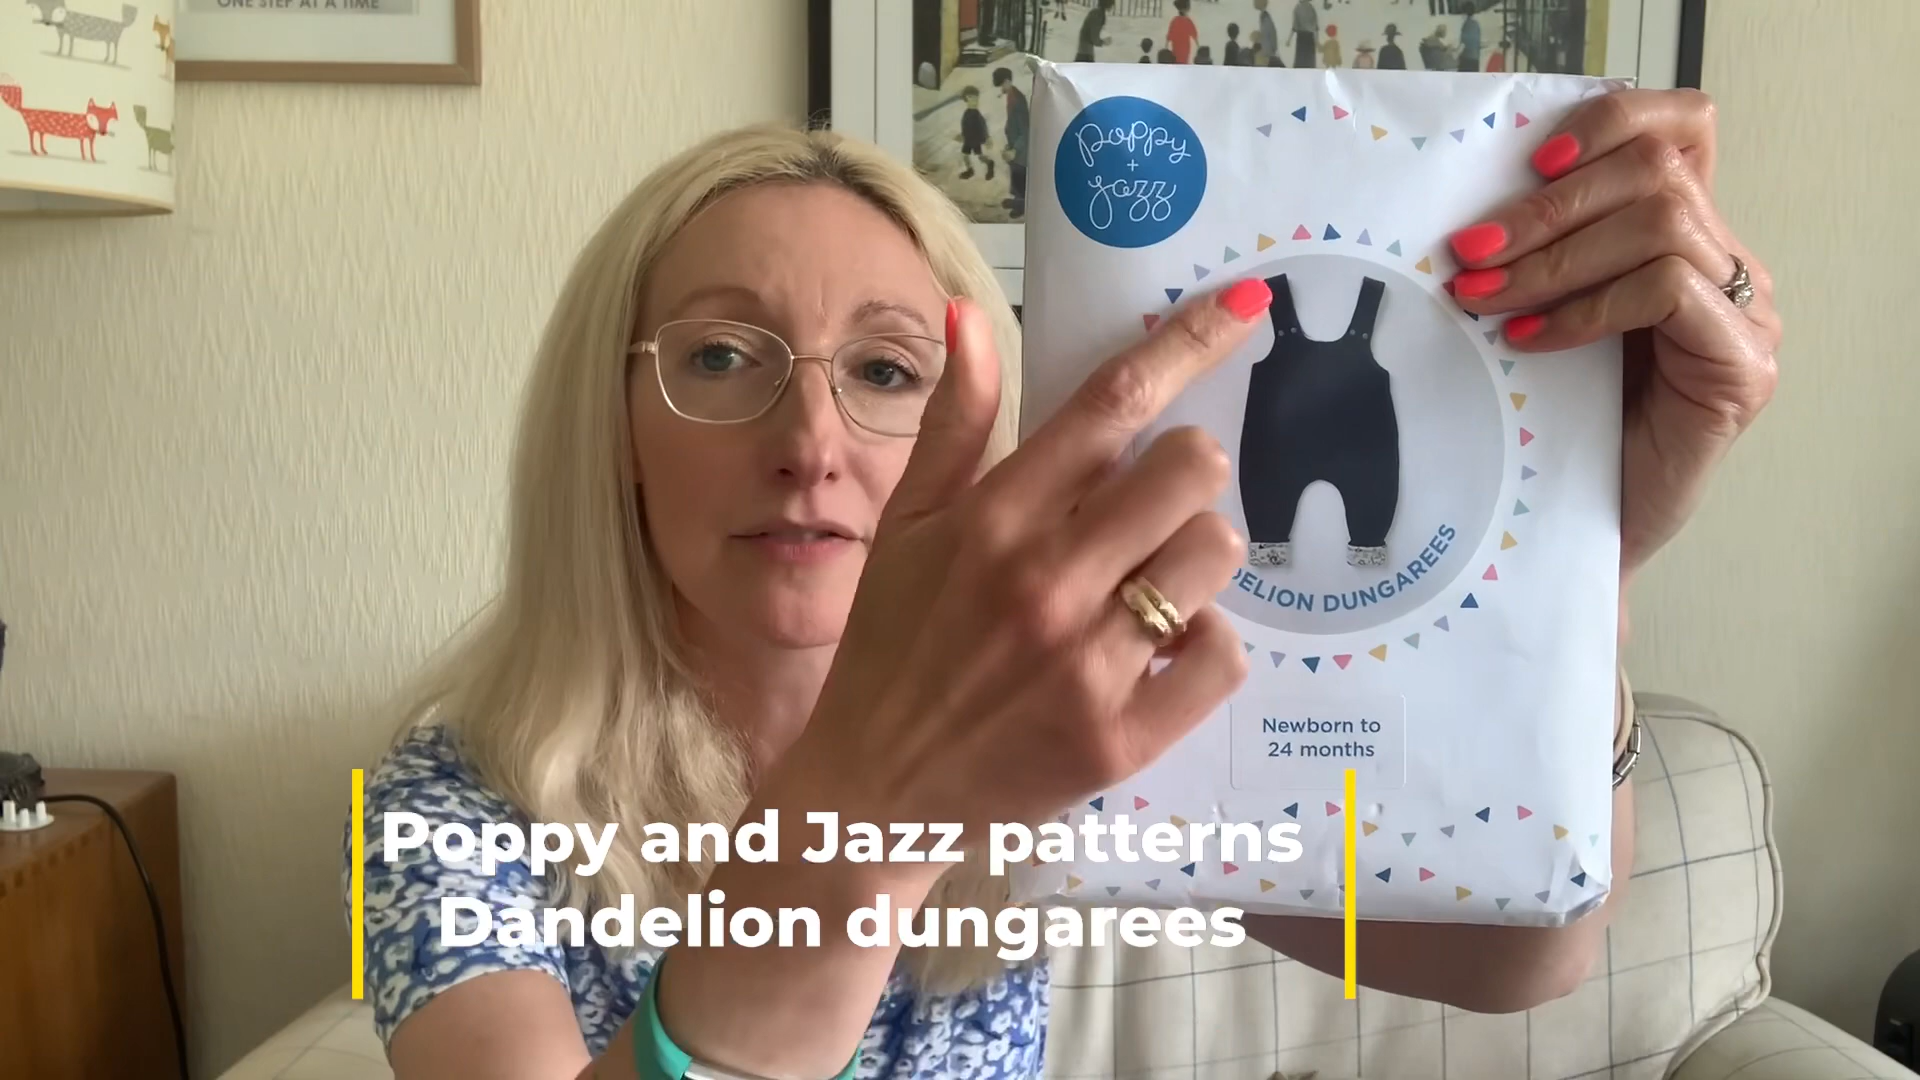 ONE STEP AT A TIME
poppy
+
jazz
DELION DUNGAREES
Newborn to
24 months
Poppy and Jazz patterns
Dandelion dungarees